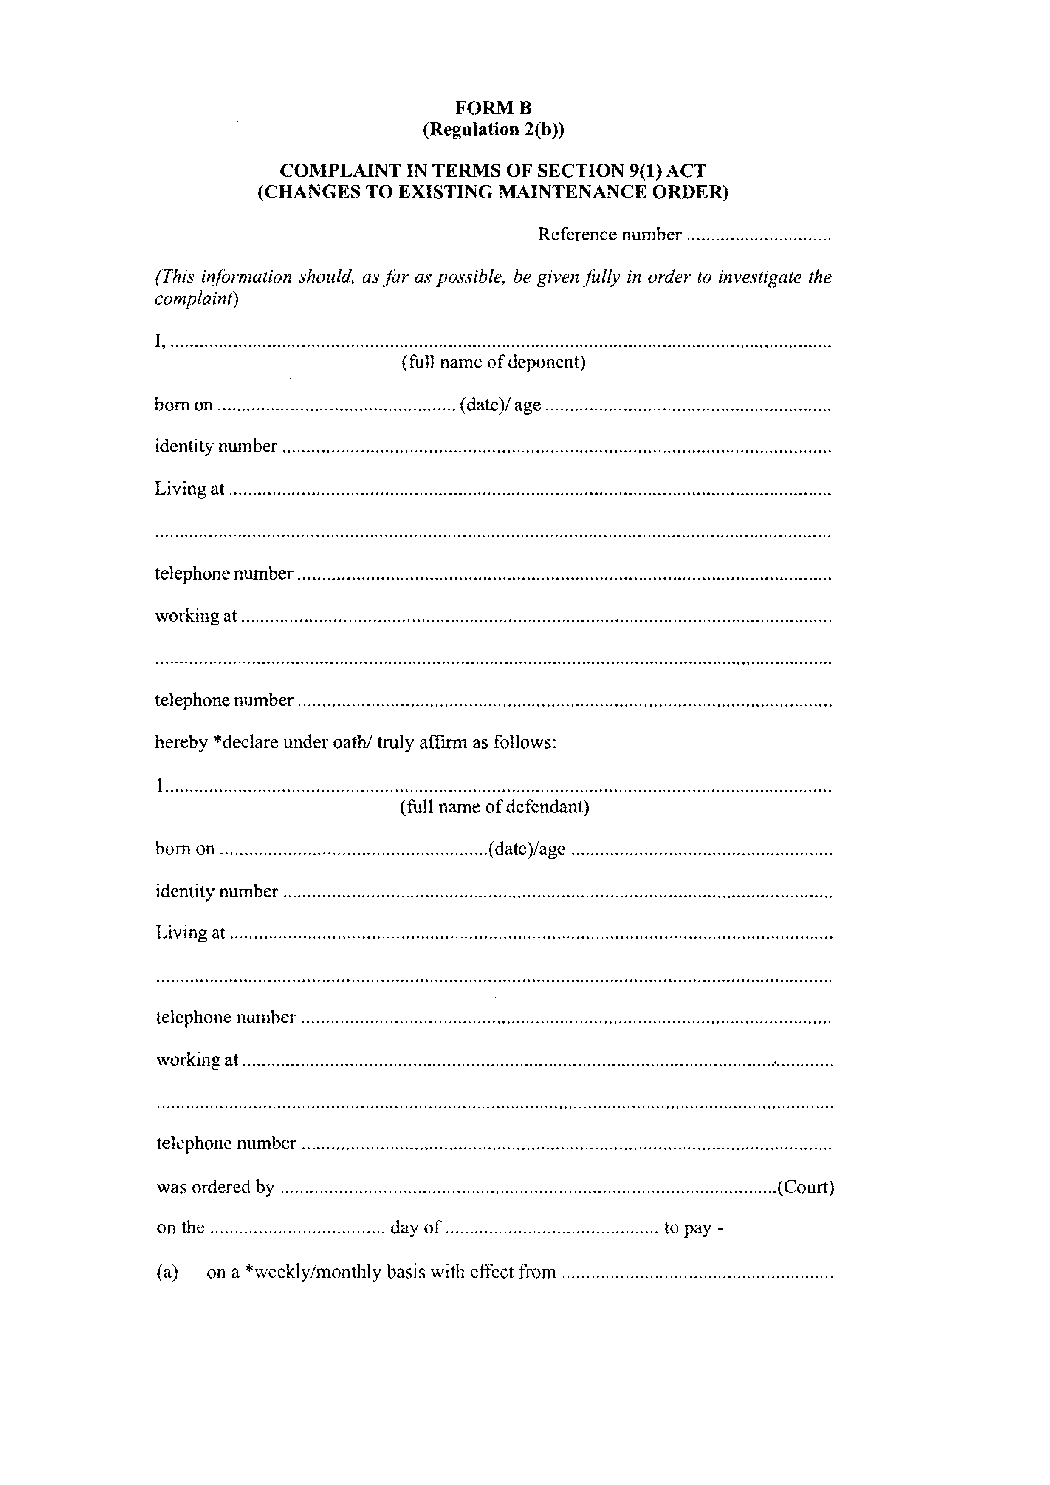 FORM B
(Regulation 2(b))
COMPLAINT IN TERMS OF SECTION 9(1) ACT
(CHANGES TO EXISTING MAINTENANCE ORDER)
Reference number ..............................
(This information should, as far as possible, be given fully in order to investigate the
complaint)
I, ..............................
(full name of deponent)
born on .............................. (date)/ age ..............................
identity number ..............................
Living at ..............................
..............................
telephone number ..............................
working at ..............................
..............................
telephone number ..............................
hereby *declare under oath/ truly affirm as follows:
1..............................
(full name of defendant)
born on ..............................(date)/age ..............................
identity number ..............................
Living at ..............................
..............................
telephone number ..............................
working at ..............................
..............................
telephone number ..............................
was ordered by ..............................(Court)
on the .............................. day of .............................. to pay -
(a) on a *weekly/monthly basis with effect from ..............................